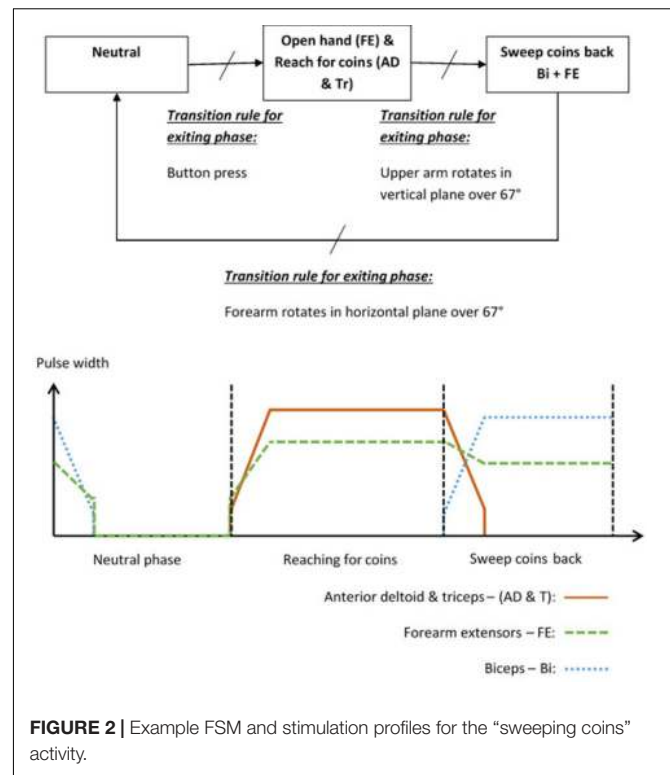 Neutral
Open hand (FE) &
Reach for coins (AD
& Tr)
Sweep coins back
Bi + FE
Transition rule for
exiting phase:
Button press
Transition rule for
exiting phase:
Upper arm rotates in
vertical plane over 67°
Transition rule for exiting phase:
Forearm rotates in horizontal plane over 67°
Pulse width
Neutral phase
Reaching for coins
Sweep coins back
Anterior deltoid & triceps – (AD & T):
Forearm extensors – FE:
Biceps – Bi:
FIGURE 2 | Example FSM and stimulation profiles for the “sweeping coins”
activity.